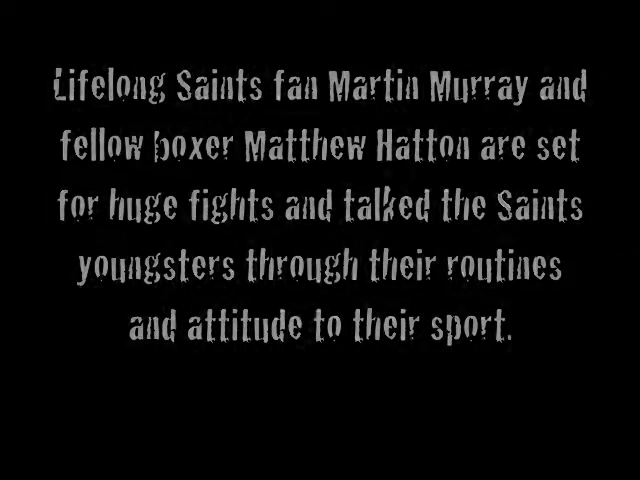 Lifelong Saints fan Martin Murray and
fellow boxer Matthew Hatton are set
for huge fights and talked the Saints
youngsters through their routines
and attitude to their sport.